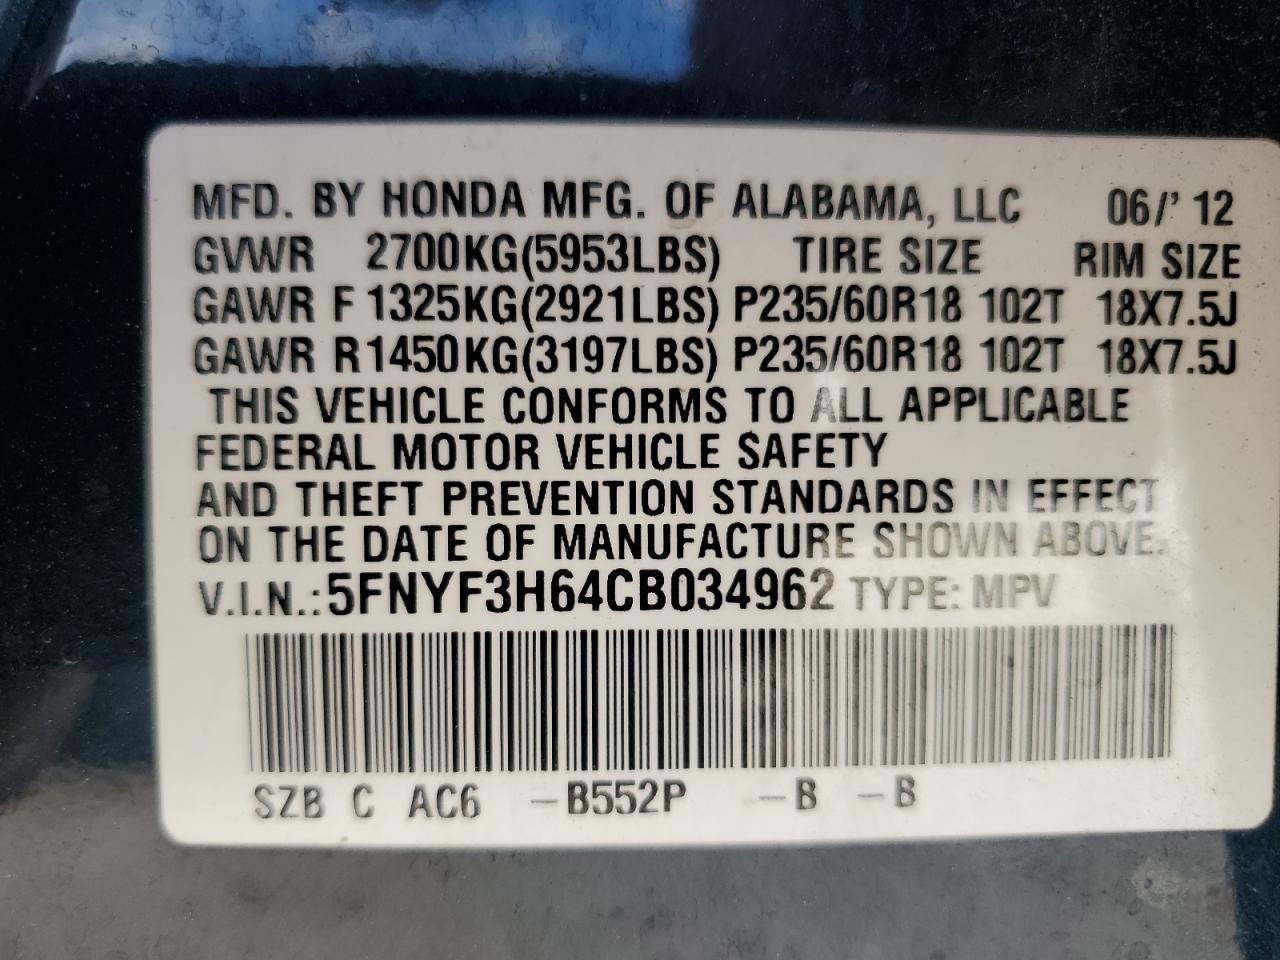 MFD. BY HONDA MFG. OF ALABAMA, LLC 06/' 12
GVWR 2700KG(5953LBS) TIRE SIZE RIM SIZE
GAWR F 1325KG(2921LBS) P235/60R18 102T 18X7.5J
GAWR R1450KG(3197LBS) P235/60R18 102T 18X7.5J
THIS VEHICLE CONFORMS TO ALL APPLICABLE
FEDERAL MOTOR VEHICLE SAFETY
AND THEFT PREVENTION STANDARDS IN EFFECT
ON THE DATE OF MANUFACTURE SHOWN ABOVE.
V.I.N.:5FNYF3H64CB034962 TYPE: MPV
SZB C AC6 –B552P –B –B